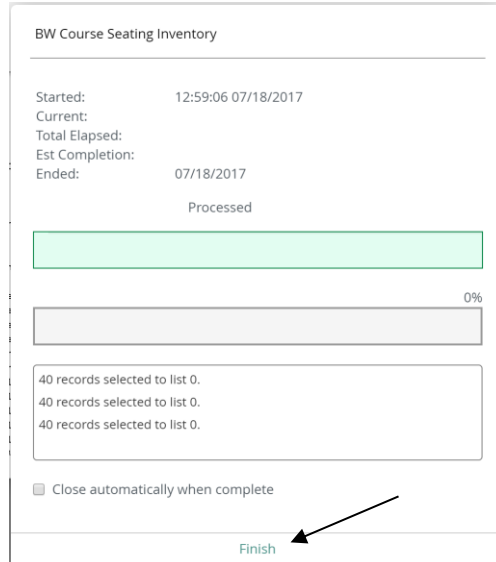 BW Course Seating Inventory
Started: 12:59:06 07/18/2017
Current:
Total Elapsed:
Est Completion:
Ended: 07/18/2017
Processed
0%
40 records selected to list 0.
40 records selected to list 0.
40 records selected to list 0.
Close automatically when complete
Finish